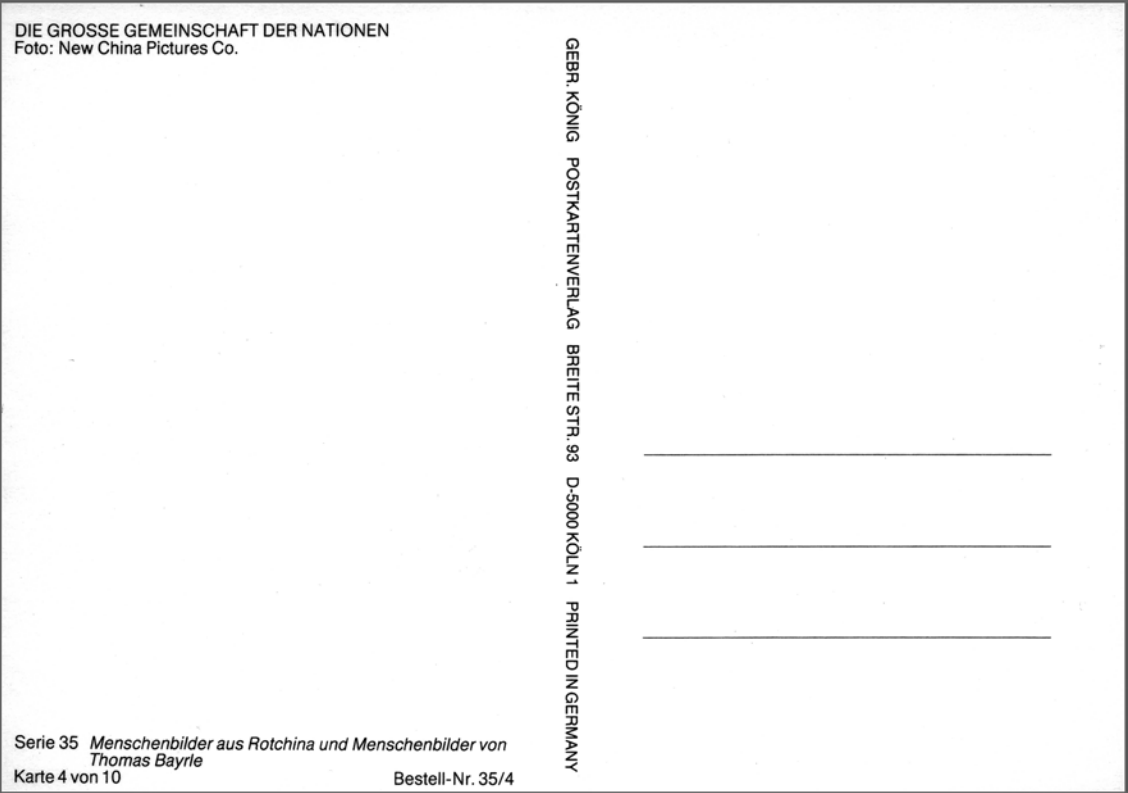 DIE GROSSE GEMEINSCHAFT DER NATIONEN
Foto: New China Pictures Co.
GEBR. KÖNIG POSTKARTENVERLAG BREITE STR. 93 D-5000 KÖLN 1 PRINTED IN GERMANY
Serie 35 Menschenbilder aus Rotchina und Menschenbilder von
Thomas Bayrle
Karte 4 von 10 Bestell-Nr. 35/4